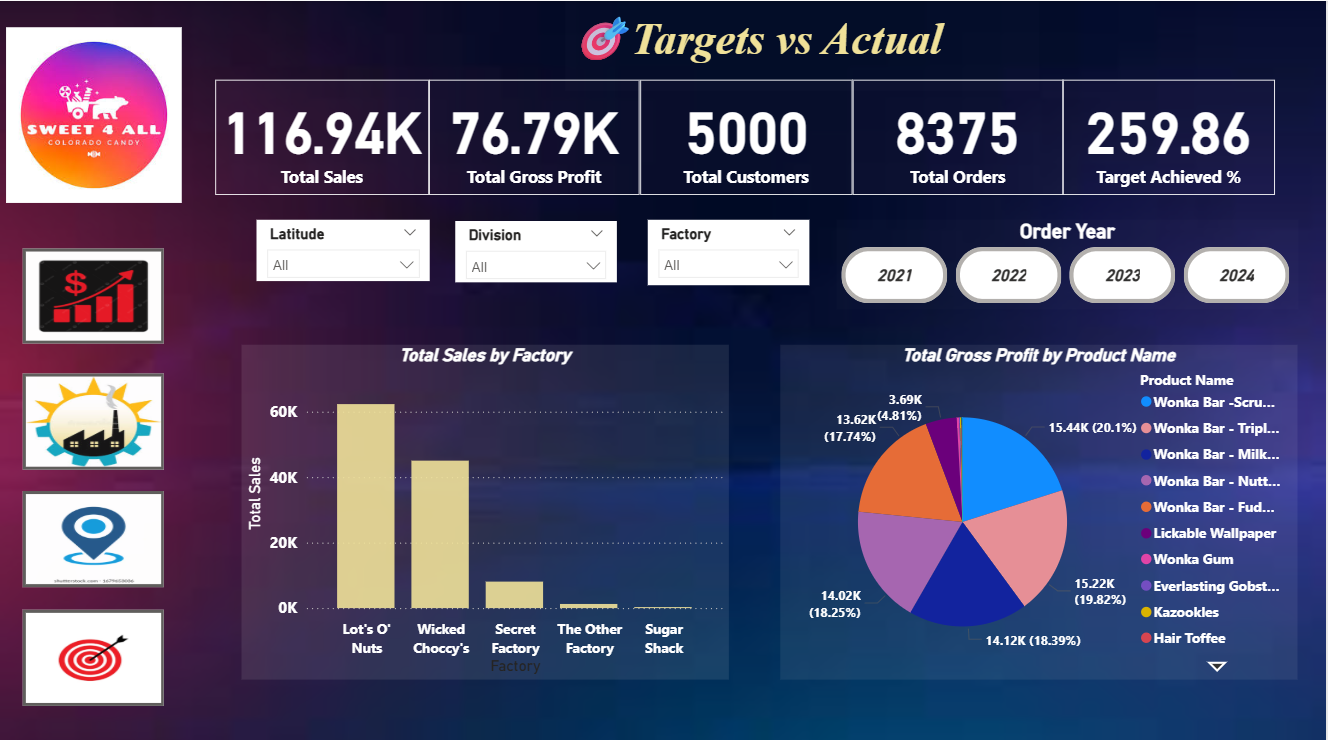 Targets vs Actual
SWEET 4 ALL
COLORADO CANDY
116.94K
Total Sales
76.79K
Total Gross Profit
5000
Total Customers
8375
Total Orders
259.86
Target Achieved %
Latitude
All
Division
All
Factory
All
Order Year
2021
2022
2023
2024
$
Total Sales by Factory
Total Sales
60K
40K
20K
0K
Lot's O'
Nuts
Wicked
Choccy's
Secret
Factory
The Other
Factory
Sugar
Shack
Factory
Total Gross Profit by Product Name
3.69K
(4.81%)
13.62K
(17.74%)
15.44K (20.1%)
14.02K
(18.25%)
15.22K
(19.82%)
14.12K (18.39%)
Product Name
Wonka Bar -Scru...
Wonka Bar - Tripl...
Wonka Bar - Milk...
Wonka Bar - Nutt...
Wonka Bar - Fud...
Lickable Wallpaper
Wonka Gum
Everlasting Gobst...
Kazookles
Hair Toffee